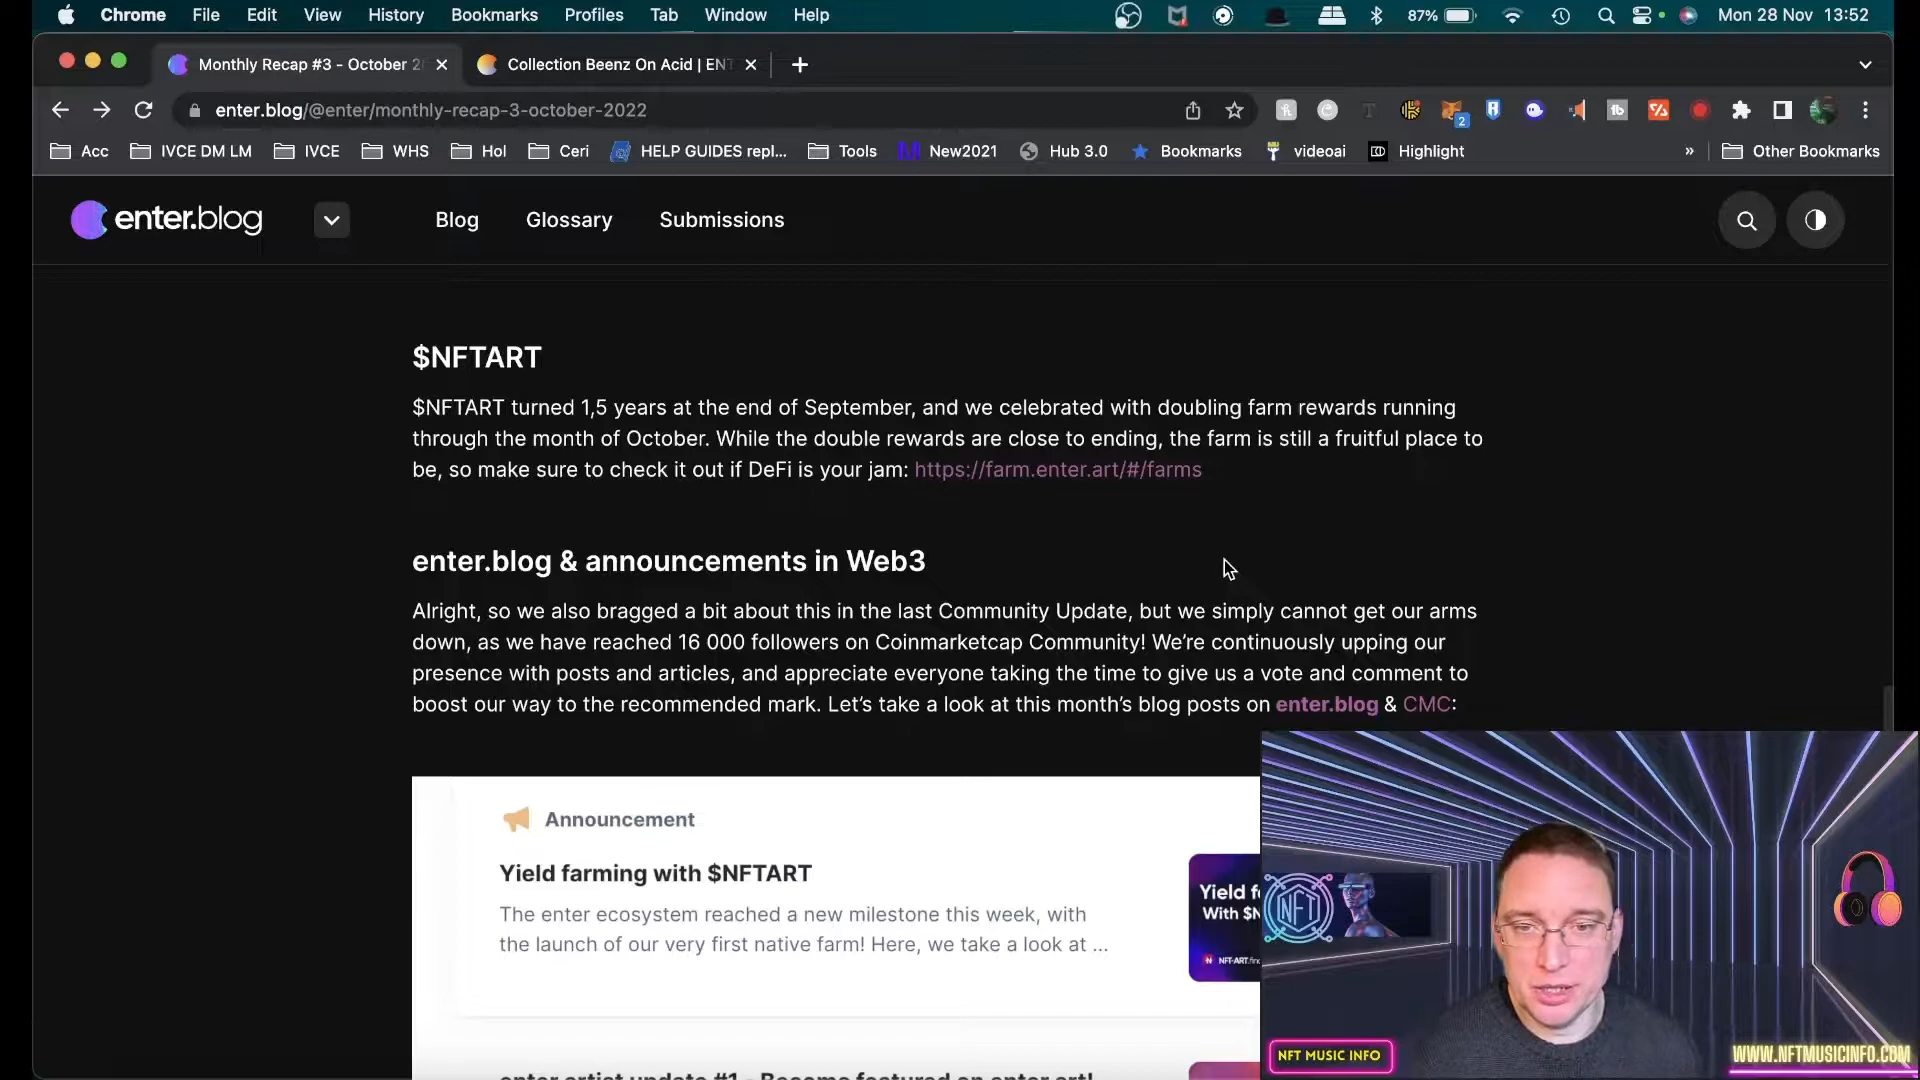 Chrome File Edit View History Bookmarks Profiles Tab Window Help 87% Mon 28 Nov 13:52
Monthly Recap #3 - October 2
Collection Beenz On Acid | ENT
enter.blog/@enter/monthly-recap-3-october-2022
2
Acc IVCE DM LM IVCE WHS Hol Ceri HELP GUIDES repl... Tools New2021 Hub 3.0 Bookmarks videoai Highlight » Other Bookmarks
enter.blog Blog Glossary Submissions
$NFTART
$NFTART turned 1,5 years at the end of September, and we celebrated with doubling farm rewards running
through the month of October. While the double rewards are close to ending, the farm is still a fruitful place to
be, so make sure to check it out if DeFi is your jam: https://farm.enter.art/#/farms
enter.blog & announcements in Web3
Alright, so we also bragged a bit about this in the last Community Update, but we simply cannot get our arms
down, as we have reached 16 000 followers on Coinmarketcap Community! We’re continuously upping our
presence with posts and articles, and appreciate everyone taking the time to give us a vote and comment to
boost our way to the recommended mark. Let’s take a look at this month’s blog posts on enter.blog & CMC:
Announcement
Yield farming with $NFTART
The enter ecosystem reached a new milestone this week, with
the launch of our very first native farm! Here, we take a look at ...
Yield f
With $N
NFT-ART.fin
enter artist update #1 - Become featured on enter.art!
NFT
NFT MUSIC INFO
WWW.NFTMUSICINFO.COM